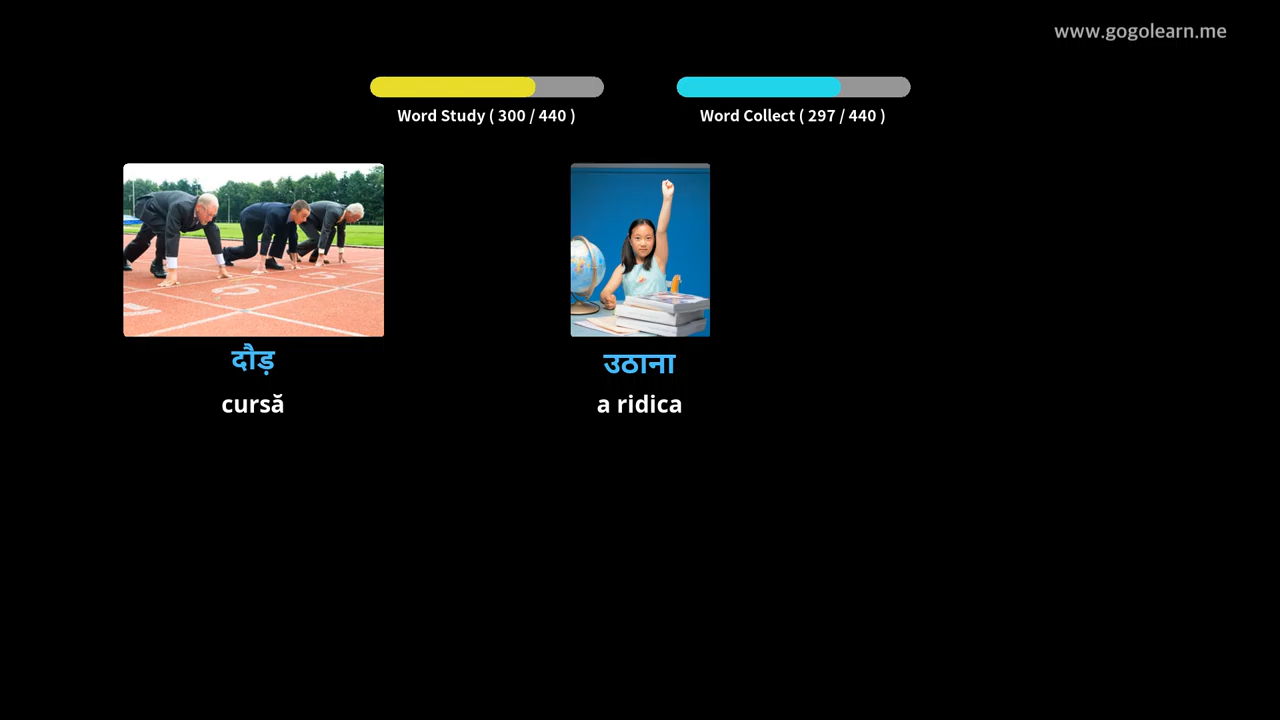 www.gogolearn.me
Word Study ( 300 / 440 )
Word Collect ( 297 / 440 )
दौड़
cursă
उठाना
a ridica